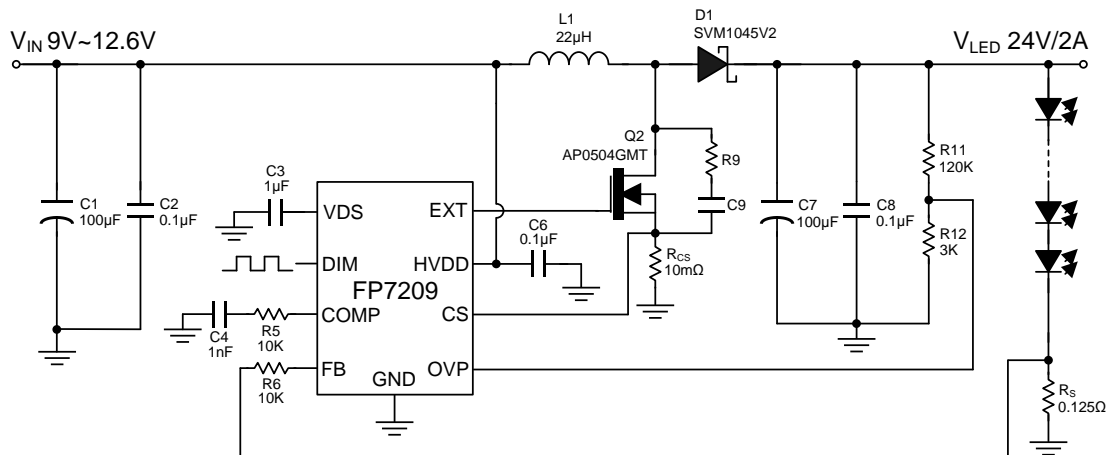 L1
22μH
D1
SVM1045V2
VIN 9V~12.6V
VLED 24V/2A
Q2
AP0504GMT
R9
C9
R11
120K
R12
3K
C1
100μF
C2
0.1μF
C3
1μF
VDS
EXT
C6
0.1μF
DIM
HVDD
FP7209
COMP
CS
C4
1nF
R5
10K
R6
10K
FB
OVP
GND
RCS
10mΩ
C7
100μF
C8
0.1μF
RS
0.125Ω